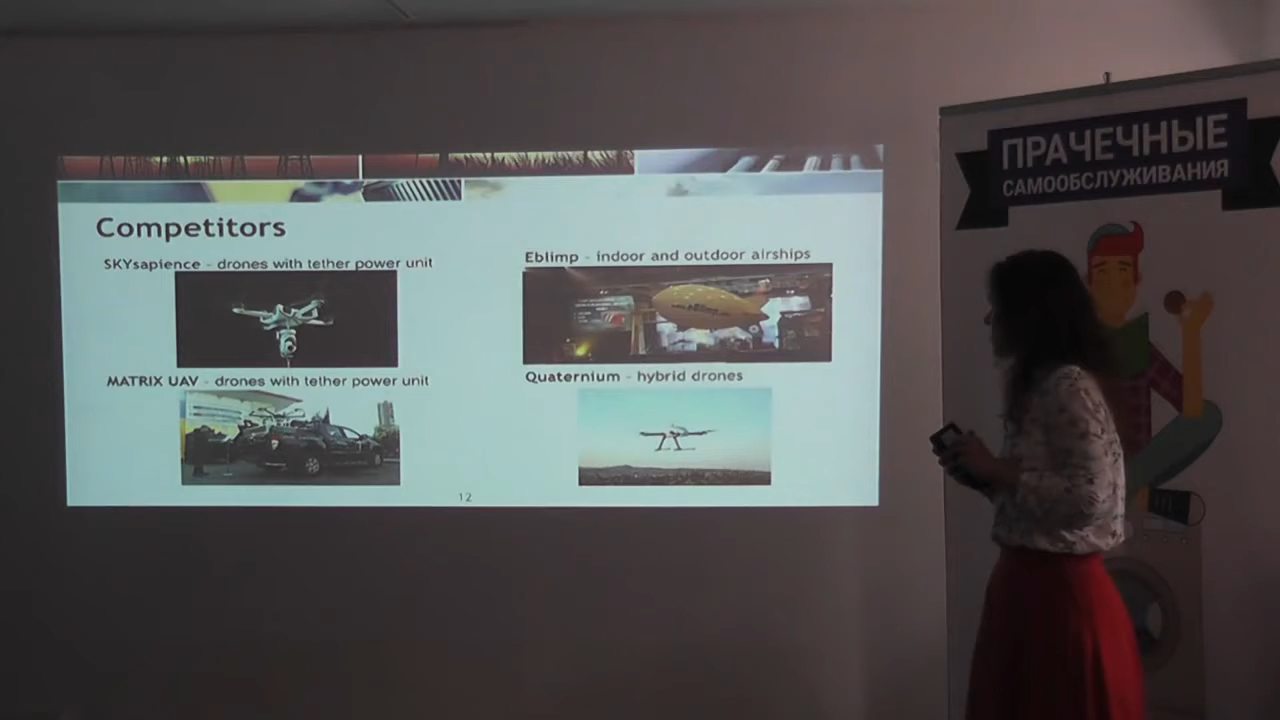 Competitors
SKYsapience - drones with tether power unit
Eblimp - indoor and outdoor airships
MATRIX UAV - drones with tether power unit
Quaternium - hybrid drones
12
ПРАЧЕЧНЫЕ
САМООБСЛУЖИВАНИЯ